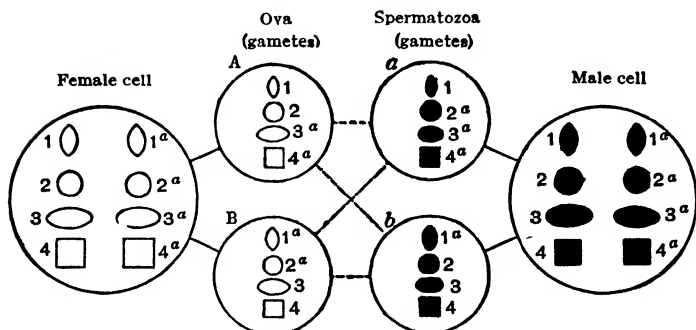 Female cell
1 1ᵃ
2 2ᵃ
3 3ᵃ
4 4ᵃ
Ova
(gametes)
A
1
2
3ᵃ
4ᵃ
B
1ᵃ
2ᵃ
3
4
Spermatozoa
(gametes)
a
1
2ᵃ
3ᵃ
4ᵃ
b
1ᵃ
2
3
4
Male cell
1 1ᵃ
2 2ᵃ
3 3ᵃ
4 4ᵃ